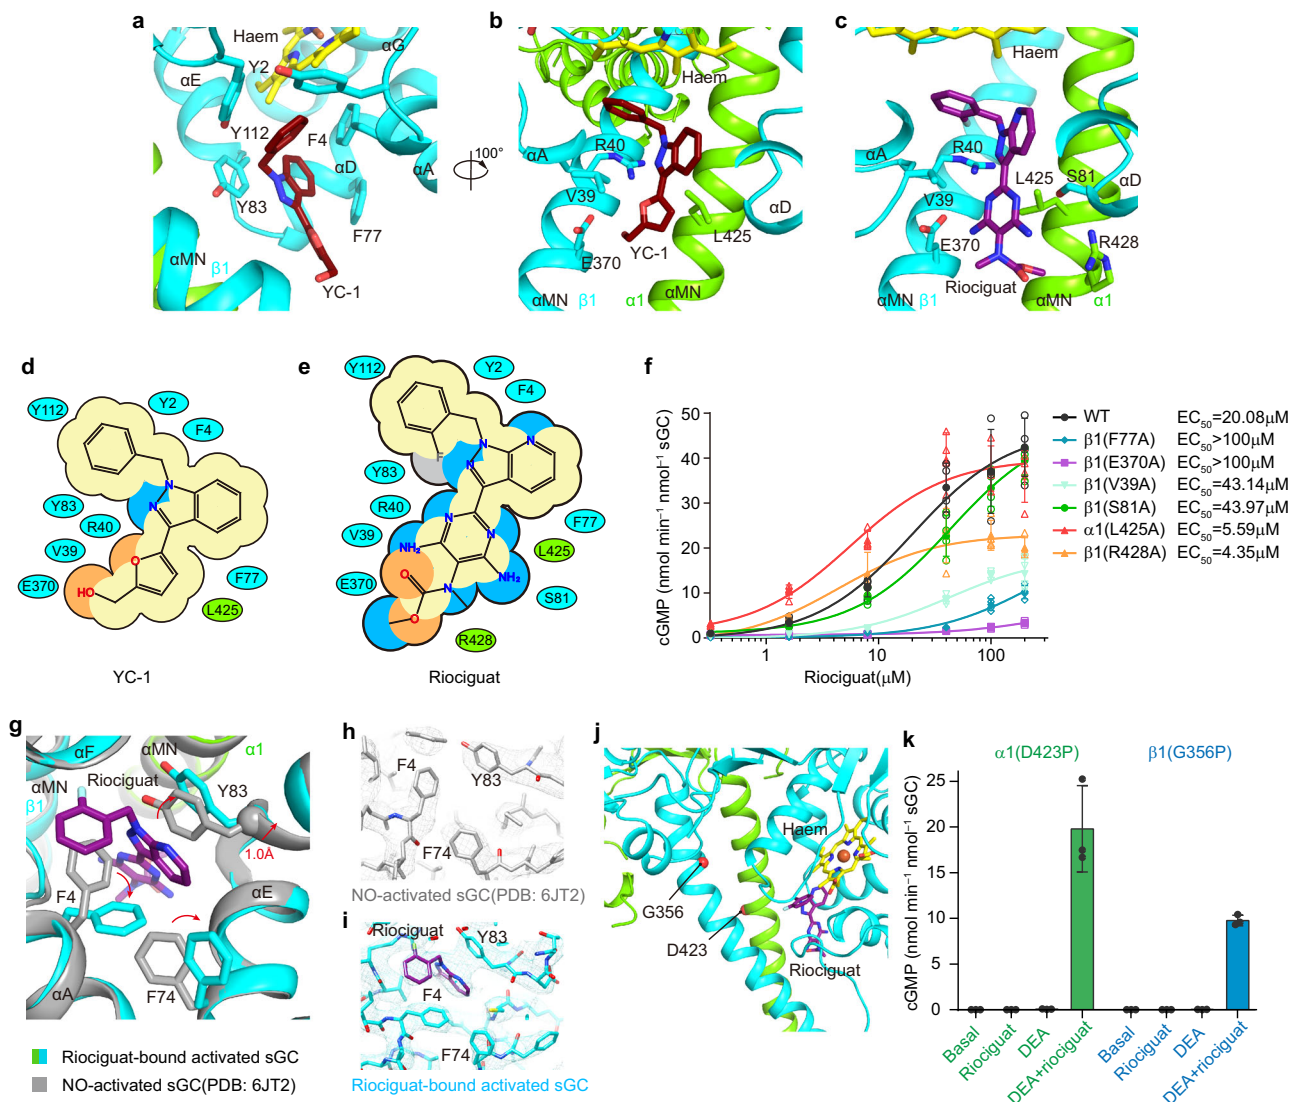 a
Haem
Y2
αG
αE
Y112
F4
αD
αA
Y83
F77
αMN
β1
YC-1
100°
b
Haem
αA
R40
V39
αD
L425
E370
YC-1
αMN
β1
α1
αMN
c
Haem
αA
R40
L425
S81
αD
V39
E370
R428
Riociguat
αMN
β1
αMN
α1
d
Y112
Y2
F4
N
N
Y83
R40
V39
O
E370
HO
F77
L425
YC-1
e
Y112
Y2
F4
F
N
N
N
Y83
R40
N
N
F77
V39
NH₂
L425
E370
O
NH₂
N
S81
O
R428
Riociguat
f
cGMP (nmol min⁻¹ nmol⁻¹ sGC)
50
40
30
20
10
0
1
10
100
Riociguat(μM)
WT EC₅₀=20.08μM
β1(F77A) EC₅₀>100μM
β1(E370A) EC₅₀>100μM
β1(V39A) EC₅₀=43.14μM
β1(S81A) EC₅₀=43.97μM
α1(L425A) EC₅₀=5.59μM
β1(R428A) EC₅₀=4.35μM
g
αF
αMN
α1
αMN
Riociguat
Y83
β1
1.0Å
F4
αE
αA
F74
Riociguat-bound activated sGC
NO-activated sGC(PDB: 6JT2)
h
F4
Y83
F74
NO-activated sGC(PDB: 6JT2)
i
Riociguat
Y83
F4
F74
Riociguat-bound activated sGC
j
Haem
G356
D423
Riociguat
k
α1(D423P)
β1(G356P)
cGMP (nmol min⁻¹ nmol⁻¹ sGC)
25
20
15
10
5
0
Basal
Riociguat
DEA
DEA+riociguat
Basal
Riociguat
DEA
DEA+riociguat